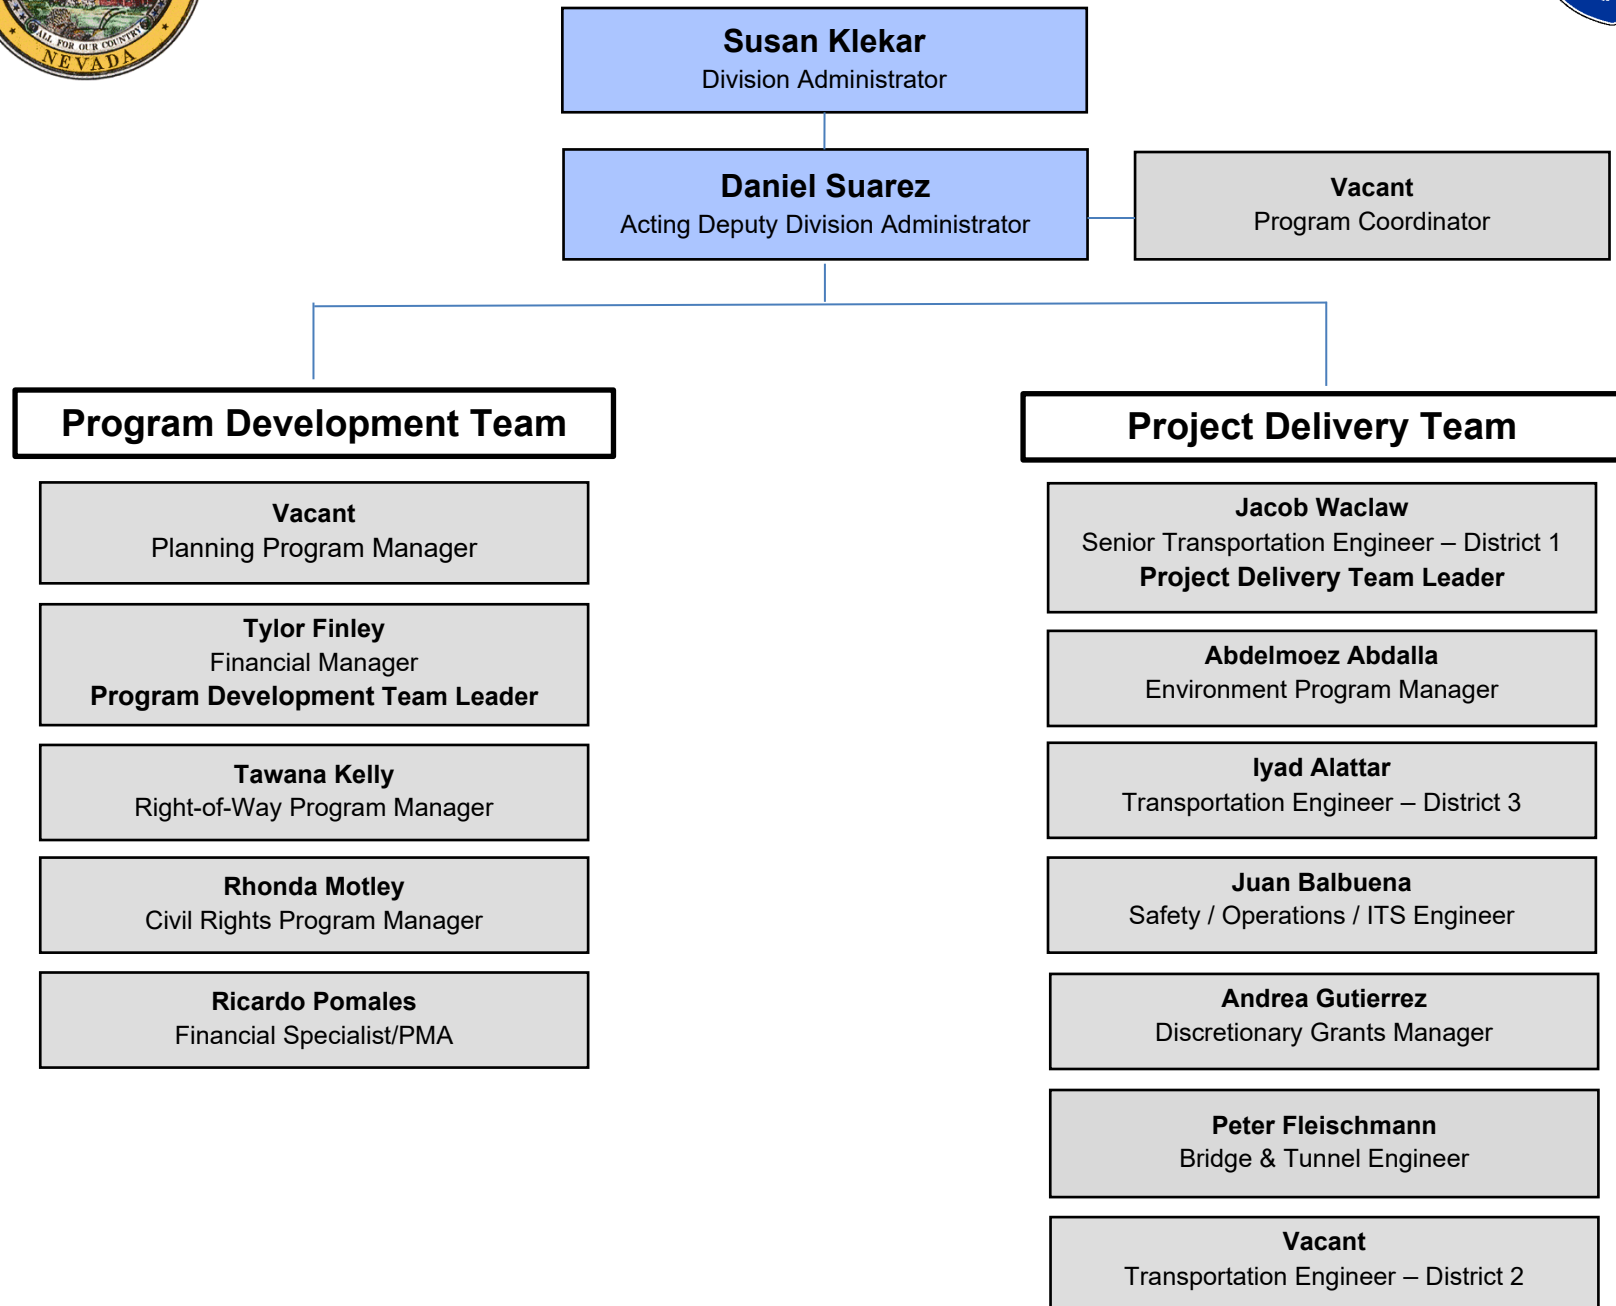 ALL FOR OUR COUNTRY
NEVADA
Susan Klekar
Division Administrator
Daniel Suarez
Acting Deputy Division Administrator
Vacant
Program Coordinator
Program Development Team
Vacant
Planning Program Manager
Tylor Finley
Financial Manager
Program Development Team Leader
Tawana Kelly
Right-of-Way Program Manager
Rhonda Motley
Civil Rights Program Manager
Ricardo Pomales
Financial Specialist/PMA
Project Delivery Team
Jacob Waclaw
Senior Transportation Engineer – District 1
Project Delivery Team Leader
Abdelmoez Abdalla
Environment Program Manager
Iyad Alattar
Transportation Engineer – District 3
Juan Balbuena
Safety / Operations / ITS Engineer
Andrea Gutierrez
Discretionary Grants Manager
Peter Fleischmann
Bridge & Tunnel Engineer
Vacant
Transportation Engineer – District 2